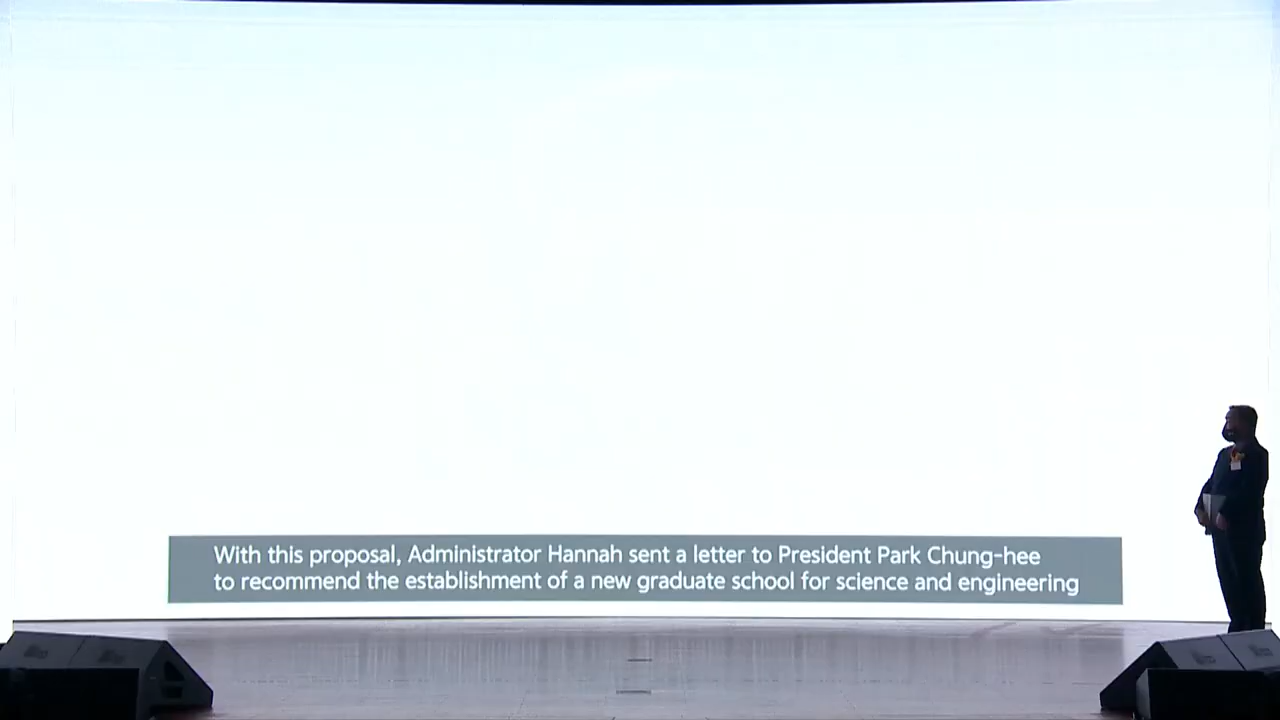 With this proposal, Administrator Hannah sent a letter to President Park Chung-hee
to recommend the establishment of a new graduate school for science and engineering